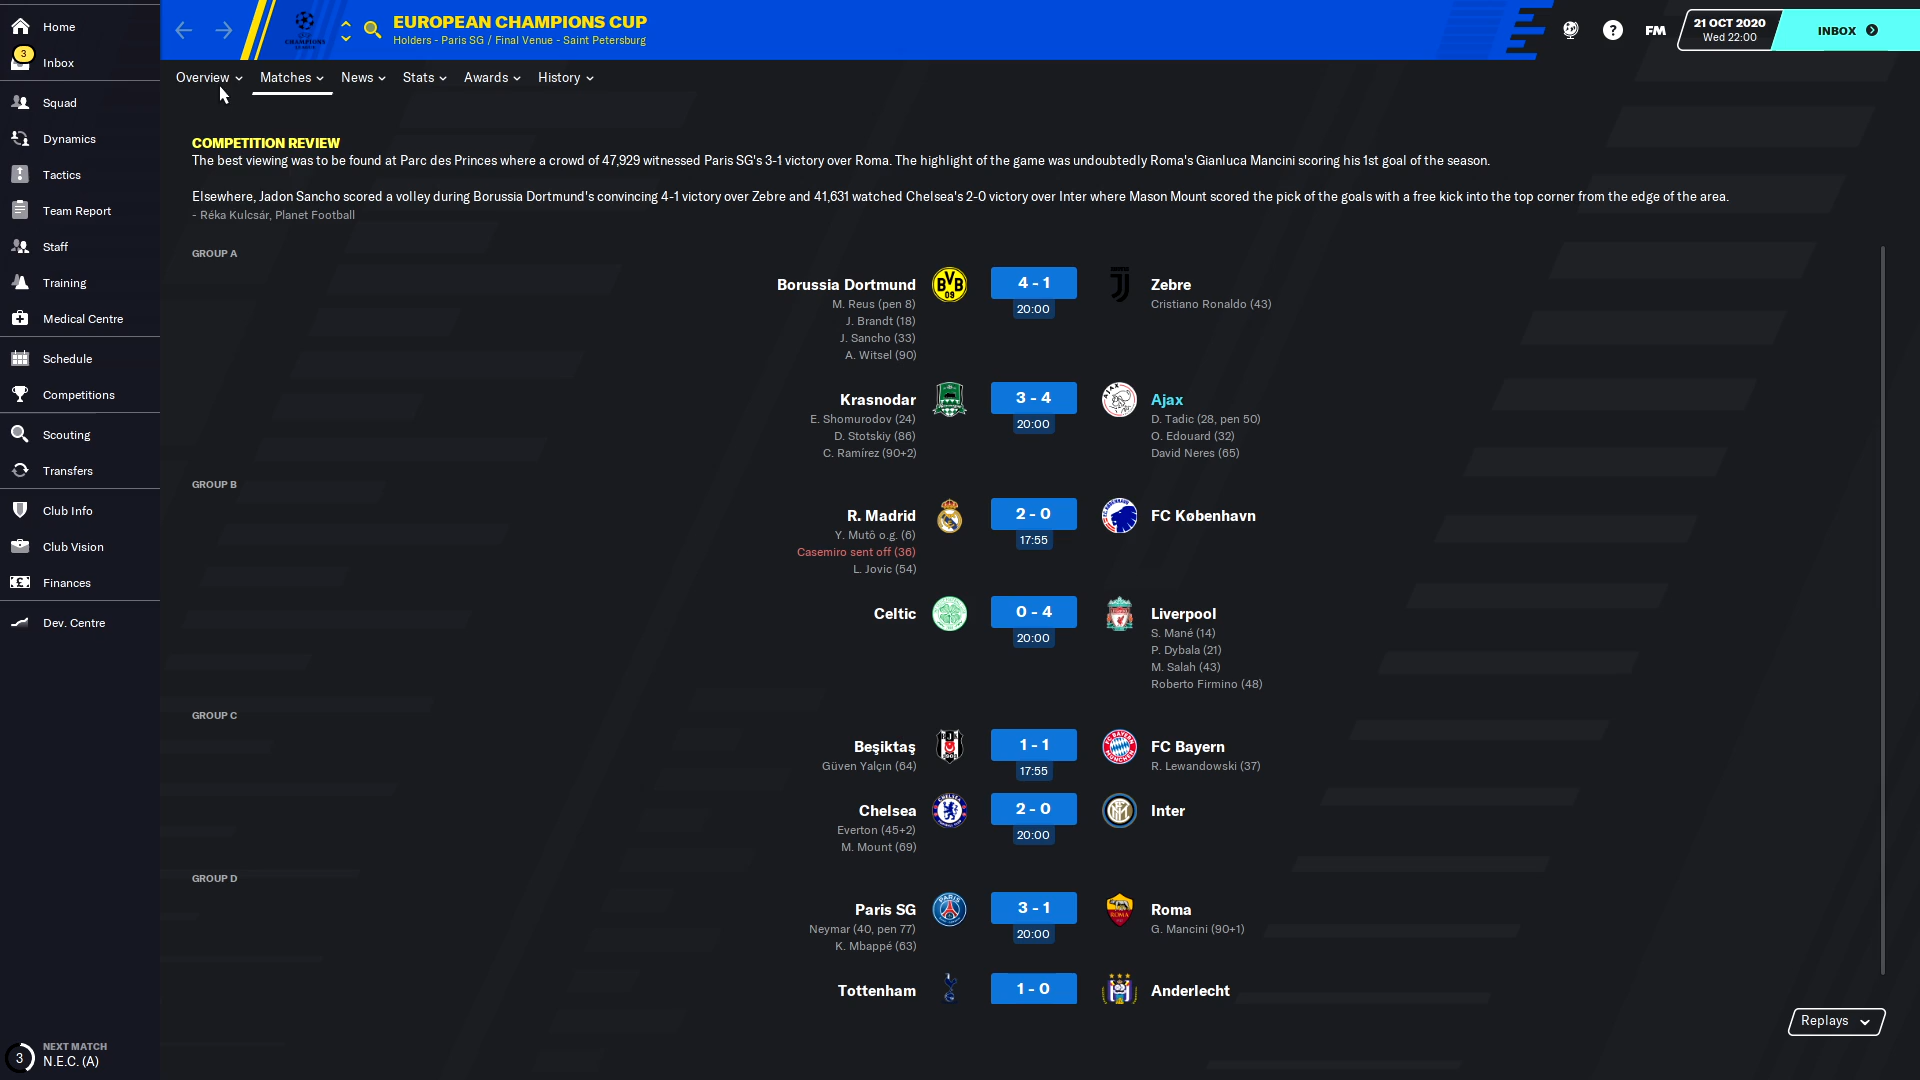 Home
3
Inbox
Squad
Dynamics
Tactics
Team Report
Staff
Training
Medical Centre
Schedule
Competitions
Scouting
Transfers
Club Info
Club Vision
Finances
Dev. Centre
3
NEXT MATCH
N.E.C. (A)
EUROPEAN CHAMPIONS CUP
Holders - Paris SG / Final Venue - Saint Petersburg
?
FM
21 OCT 2020
Wed 22:00
INBOX
Overview
Matches
News
Stats
Awards
History
COMPETITION REVIEW
The best viewing was to be found at Parc des Princes where a crowd of 47,929 witnessed Paris SG's 3-1 victory over Roma. The highlight of the game was undoubtedly Roma's Gianluca Mancini scoring his 1st goal of the season.
Elsewhere, Jadon Sancho scored a volley during Borussia Dortmund's convincing 4-1 victory over Zebre and 41,631 watched Chelsea's 2-0 victory over Inter where Mason Mount scored the pick of the goals with a free kick into the top corner from the edge of the area.
- Réka Kulcsár, Planet Football
GROUP A
Borussia Dortmund 4 - 1 Zebre
M. Reus (pen 8) 20:00 Cristiano Ronaldo (43)
J. Brandt (18)
J. Sancho (33)
A. Witsel (90)
Krasnodar 3 - 4 Ajax
E. Shomurodov (24) 20:00 D. Tadic (28, pen 50)
D. Stotskiy (86) O. Edouard (32)
C. Ramírez (90+2) David Neres (65)
GROUP B
R. Madrid 2 - 0 FC København
Y. Mutō o.g. (6) 17:55
Casemiro sent off (36)
L. Jovic (54)
Celtic 0 - 4 Liverpool
20:00 S. Mané (14)
P. Dybala (21)
M. Salah (43)
Roberto Firmino (48)
GROUP C
Beşiktaş 1 - 1 FC Bayern
Güven Yalçın (64) 17:55 R. Lewandowski (37)
Chelsea 2 - 0 Inter
Everton (45+2) 20:00
M. Mount (69)
GROUP D
Paris SG 3 - 1 Roma
Neymar (40, pen 77) 20:00 G. Mancini (90+1)
K. Mbappé (63)
Tottenham 1 - 0 Anderlecht
Replays